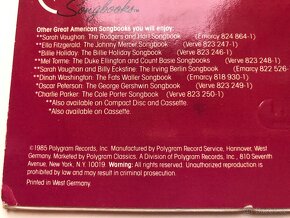 Songbooks
Other Great American Songbooks you will enjoy:
*Sarah Vaughan: The Rodgers and Hart Songbook (Emarcy 824 864-1)
**Ella Fitzgerald: The Johnny Mercer Songbook (Verve 823 247-1)
**Billie Holiday: The Billie Holiday Songbook (Verve 823 246-1)
**Mel Torme: The Duke Ellington and Count Basie Songbooks (Verve 823 248-1)
**Sarah Vaughan and Billy Eckstine: The Irving Berlin Songbook (Emarcy 822 526-
**Dinah Washington: The Fats Waller Songbook (Emarcy 818 930-1)
*Oscar Peterson: The George Gershwin Songbook (Verve 823 249-1)
*Charlie Parker: The Cole Porter Songbook (Verve 823 250-1)
**Also available on Compact Disc and Cassette.
*Also available on Cassette.
©1985 Polygram Records, Inc. Manufactured by Polygram Record Service, Hannover, West
Germany. Marketed by Polygram Classics, A Division of Polygram Records, Inc., 810 Seventh
Avenue, New York, N.Y. 10019. Warning: All rights reserved. Unauthorized reproduction
is prohibited by law and may result in criminal prosecution.
Printed in West Germany.